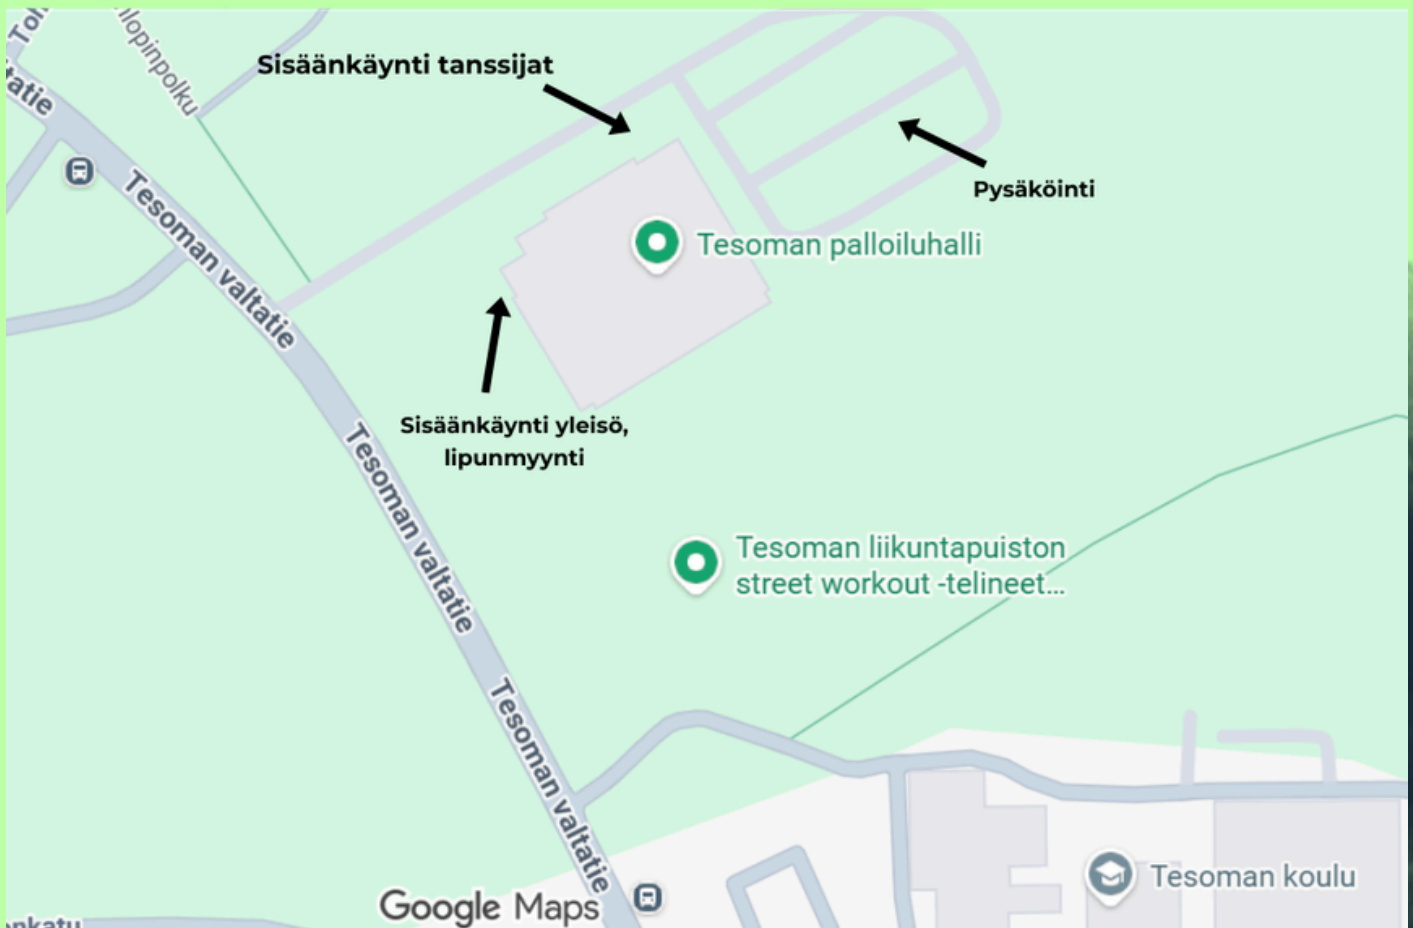 Sisäänkäynti tanssijat
Pysäköinti
Tesoman valtatie
Tesoman palloiluhalli
Sisäänkäynti yleisö,
lipunmyynti
Tesoman valtatie
Tesoman liikuntapuiston
street workout -telineet...
Tesoman valtatie
Tesoman koulu
Google Maps